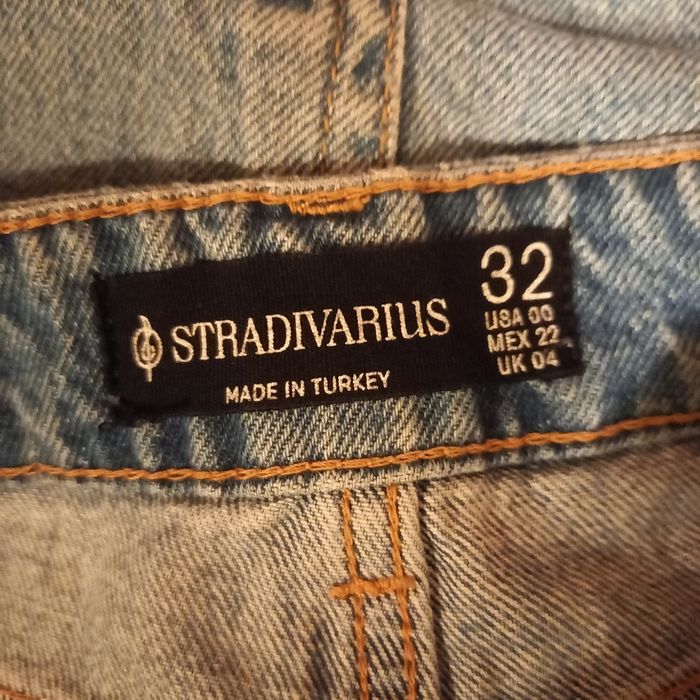 STRADIVARIUS
MADE IN TURKEY
32
USA 00
MEX 22
UK 04